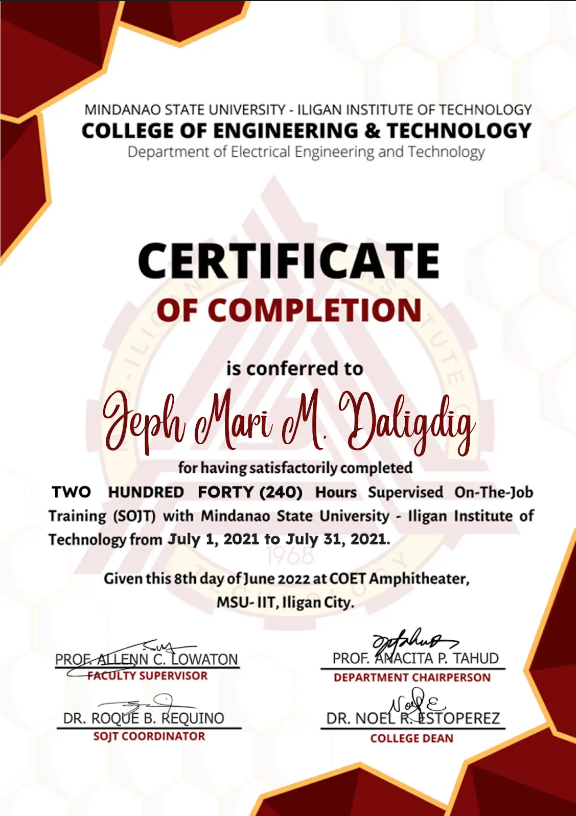 MINDANAO STATE UNIVERSITY - ILIGAN INSTITUTE OF TECHNOLOGY
COLLEGE OF ENGINEERING & TECHNOLOGY
Department of Electrical Engineering and Technology
CERTIFICATE
OF COMPLETION
is conferred to
Jeph Mari M. Daligdig
for having satisfactorily completed
TWO HUNDRED FORTY (240) Hours Supervised On-The-Job
Training (SOJT) with Mindanao State University - Iligan Institute of
Technology from July 1, 2021 to July 31, 2021.
1968
Given this 8th day of June 2022 at COET Amphitheater,
MSU- IIT, Iligan City.
PROF. ALLENN C. LOWATON
FACULTY SUPERVISOR
PROF. ANACITA P. TAHUD
DEPARTMENT CHAIRPERSON
DR. ROQUE B. REQUINO
SOJT COORDINATOR
DR. NOEL R. ESTOPEREZ
COLLEGE DEAN